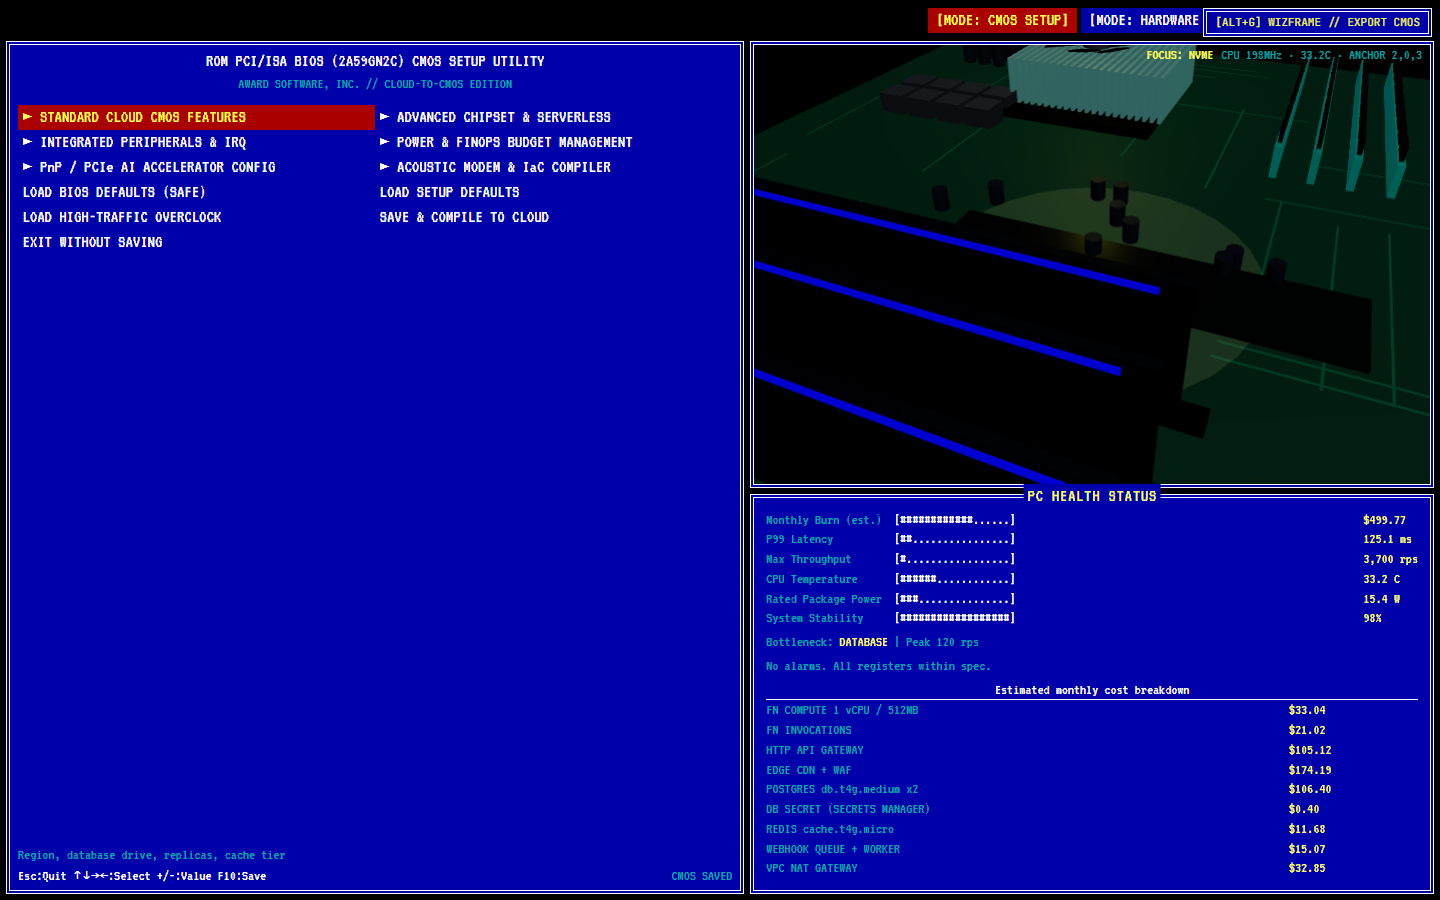 [MODE: CMOS SETUP] [MODE: HARDWARE [ALT+G] WIZFRAME // EXPORT CMOS
ROM PCI/ISA BIOS (2A59GN2C) CMOS SETUP UTILITY
AWARD SOFTWARE, INC. // CLOUD-TO-CMOS EDITION
► STANDARD CLOUD CMOS FEATURES
► ADVANCED CHIPSET & SERVERLESS
► INTEGRATED PERIPHERALS & IRQ
► POWER & FINOPS BUDGET MANAGEMENT
► PnP / PCIe AI ACCELERATOR CONFIG
► ACOUSTIC MODEM & IaC COMPILER
LOAD BIOS DEFAULTS (SAFE)
LOAD SETUP DEFAULTS
LOAD HIGH-TRAFFIC OVERCLOCK
SAVE & COMPILE TO CLOUD
EXIT WITHOUT SAVING
Region, database drive, replicas, cache tier
Esc:Quit ↑↓→←:Select +/-:Value F10:Save
CMOS SAVED
FOCUS: NVME CPU 198MHz · 33.2C · ANCHOR 2,0,3
PC HEALTH STATUS
Monthly Burn (est.) [############......] $499.77
P99 Latency [##................] 125.1 ms
Max Throughput [#.................] 3,700 rps
CPU Temperature [######............] 33.2 C
Rated Package Power [###...............] 15.4 W
System Stability [##################] 98%
Bottleneck: DATABASE | Peak 120 rps
No alarms. All registers within spec.
Estimated monthly cost breakdown
FN COMPUTE 1 vCPU / 512MB $33.04
FN INVOCATIONS $21.02
HTTP API GATEWAY $105.12
EDGE CDN + WAF $174.19
POSTGRES db.t4g.medium x2 $106.40
DB SECRET (SECRETS MANAGER) $0.40
REDIS cache.t4g.micro $11.68
WEBHOOK QUEUE + WORKER $15.07
VPC NAT GATEWAY $32.85